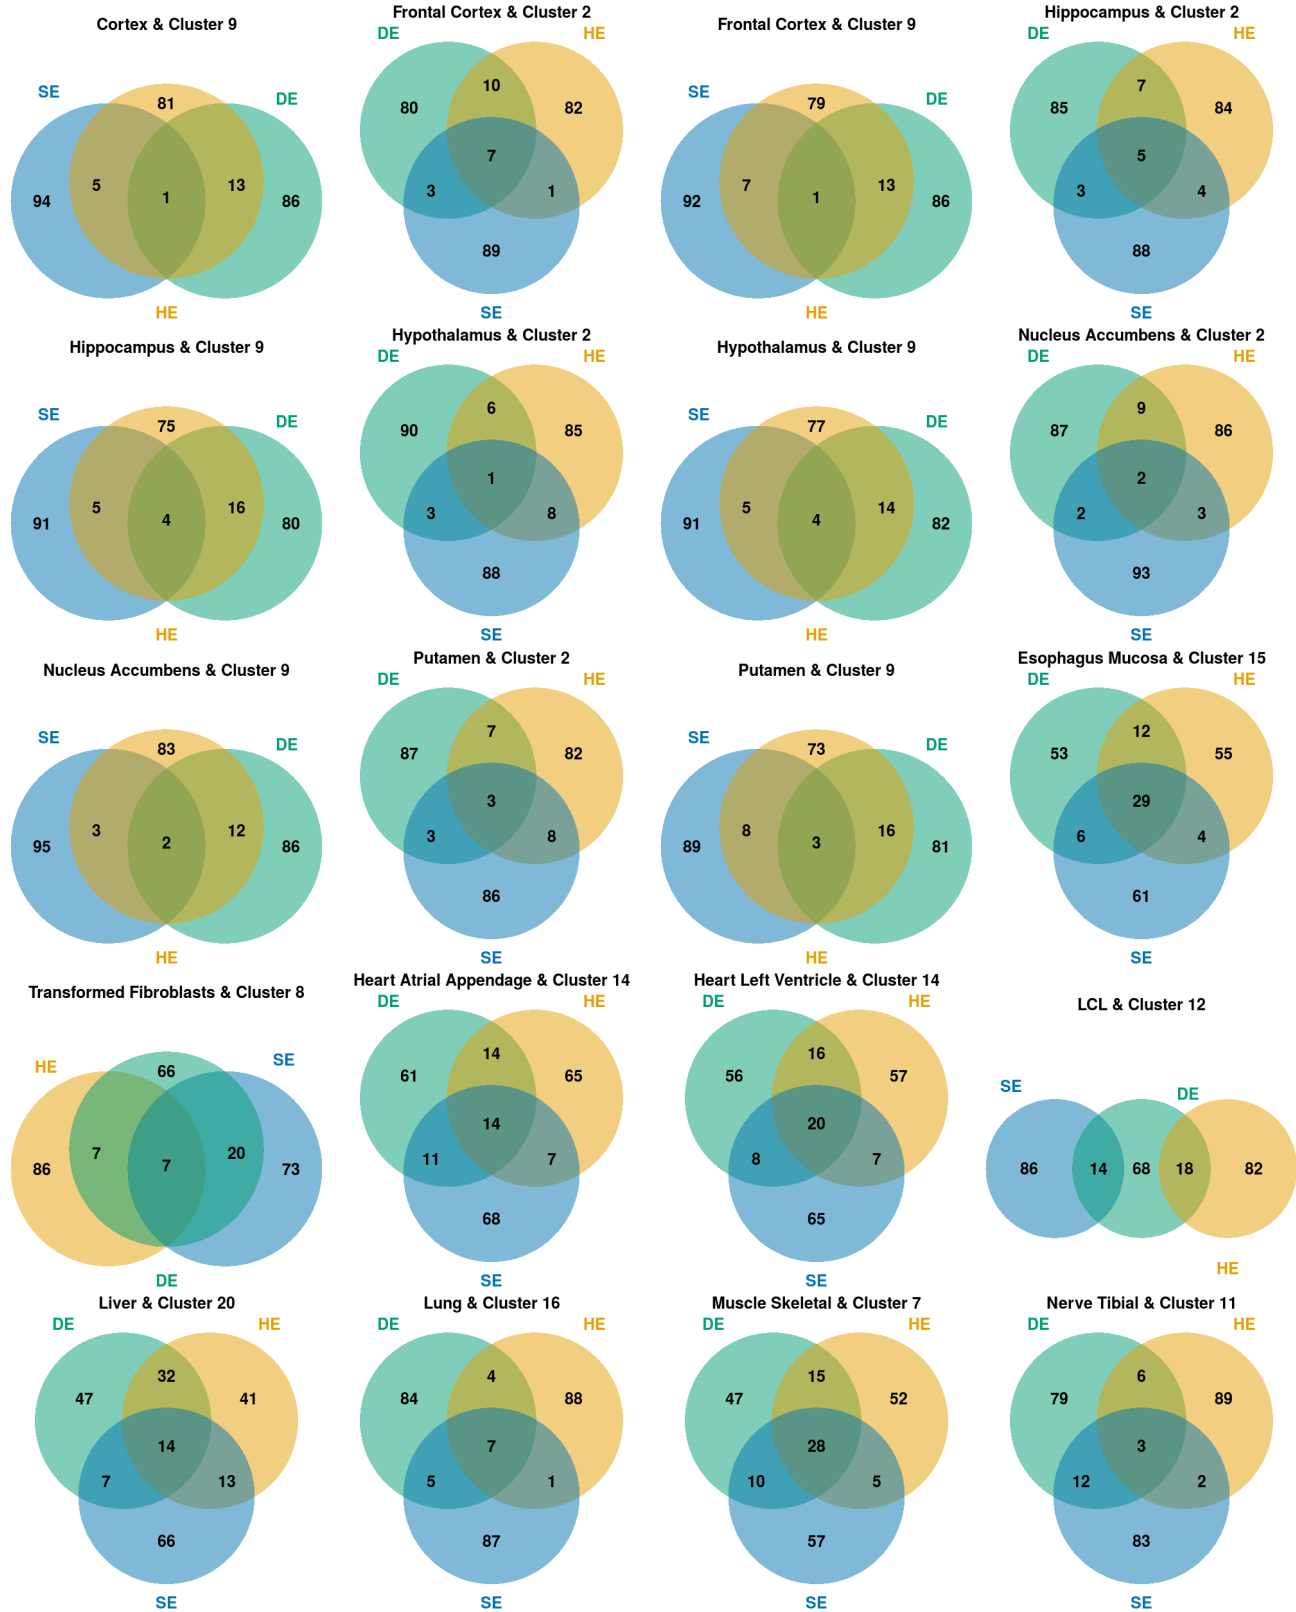 Cortex & Cluster 9
SE
81
DE
94
5
1
13
86
HE
Frontal Cortex & Cluster 2
DE
HE
80
10
82
7
3
1
89
SE
Frontal Cortex & Cluster 9
SE
79
DE
92
7
1
13
86
HE
Hippocampus & Cluster 2
DE
HE
85
7
84
5
3
4
88
SE
Hippocampus & Cluster 9
SE
75
DE
91
5
4
16
80
HE
Hypothalamus & Cluster 2
DE
HE
90
6
85
1
3
8
88
SE
Hypothalamus & Cluster 9
SE
77
DE
91
5
4
14
82
HE
Nucleus Accumbens & Cluster 2
DE
HE
87
9
86
2
2
3
93
SE
Nucleus Accumbens & Cluster 9
SE
83
DE
95
3
2
12
86
HE
Putamen & Cluster 2
DE
HE
87
7
82
3
3
8
86
SE
Putamen & Cluster 9
SE
73
DE
89
8
3
16
81
HE
Esophagus Mucosa & Cluster 15
DE
HE
53
12
55
29
6
4
61
SE
Transformed Fibroblasts & Cluster 8
HE
66
SE
86
7
7
20
73
DE
Heart Atrial Appendage & Cluster 14
DE
HE
61
14
65
14
11
7
68
SE
Heart Left Ventricle & Cluster 14
DE
HE
56
16
57
20
8
7
65
SE
LCL & Cluster 12
SE
DE
86
14
68
18
82
HE
Liver & Cluster 20
DE
HE
47
32
41
14
7
13
66
SE
Lung & Cluster 16
DE
HE
84
4
88
7
5
1
87
SE
Muscle Skeletal & Cluster 7
DE
HE
47
15
52
28
10
5
57
SE
Nerve Tibial & Cluster 11
DE
HE
79
6
89
3
12
2
83
SE